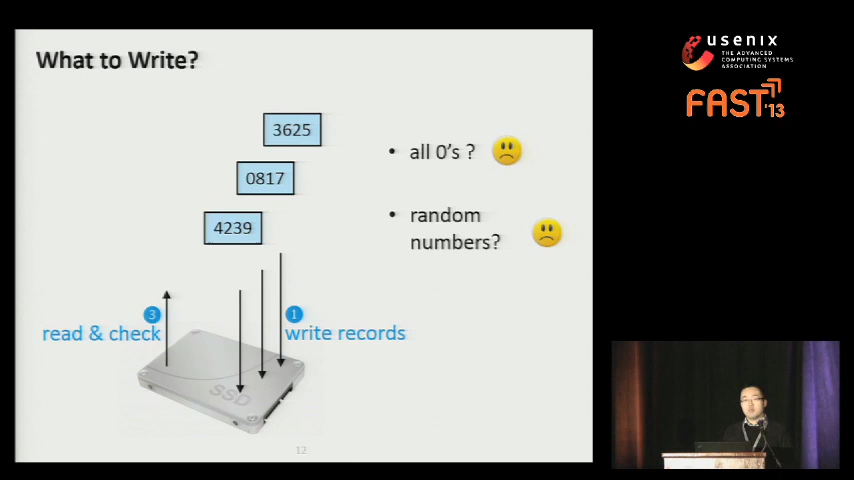 What to Write?
3625
0817
4239
• all 0's ?
• random
numbers?
3
read & check
1
write records
SSD
12
usenix
THE ADVANCED
COMPUTING SYSTEMS
ASSOCIATION
FAST '13